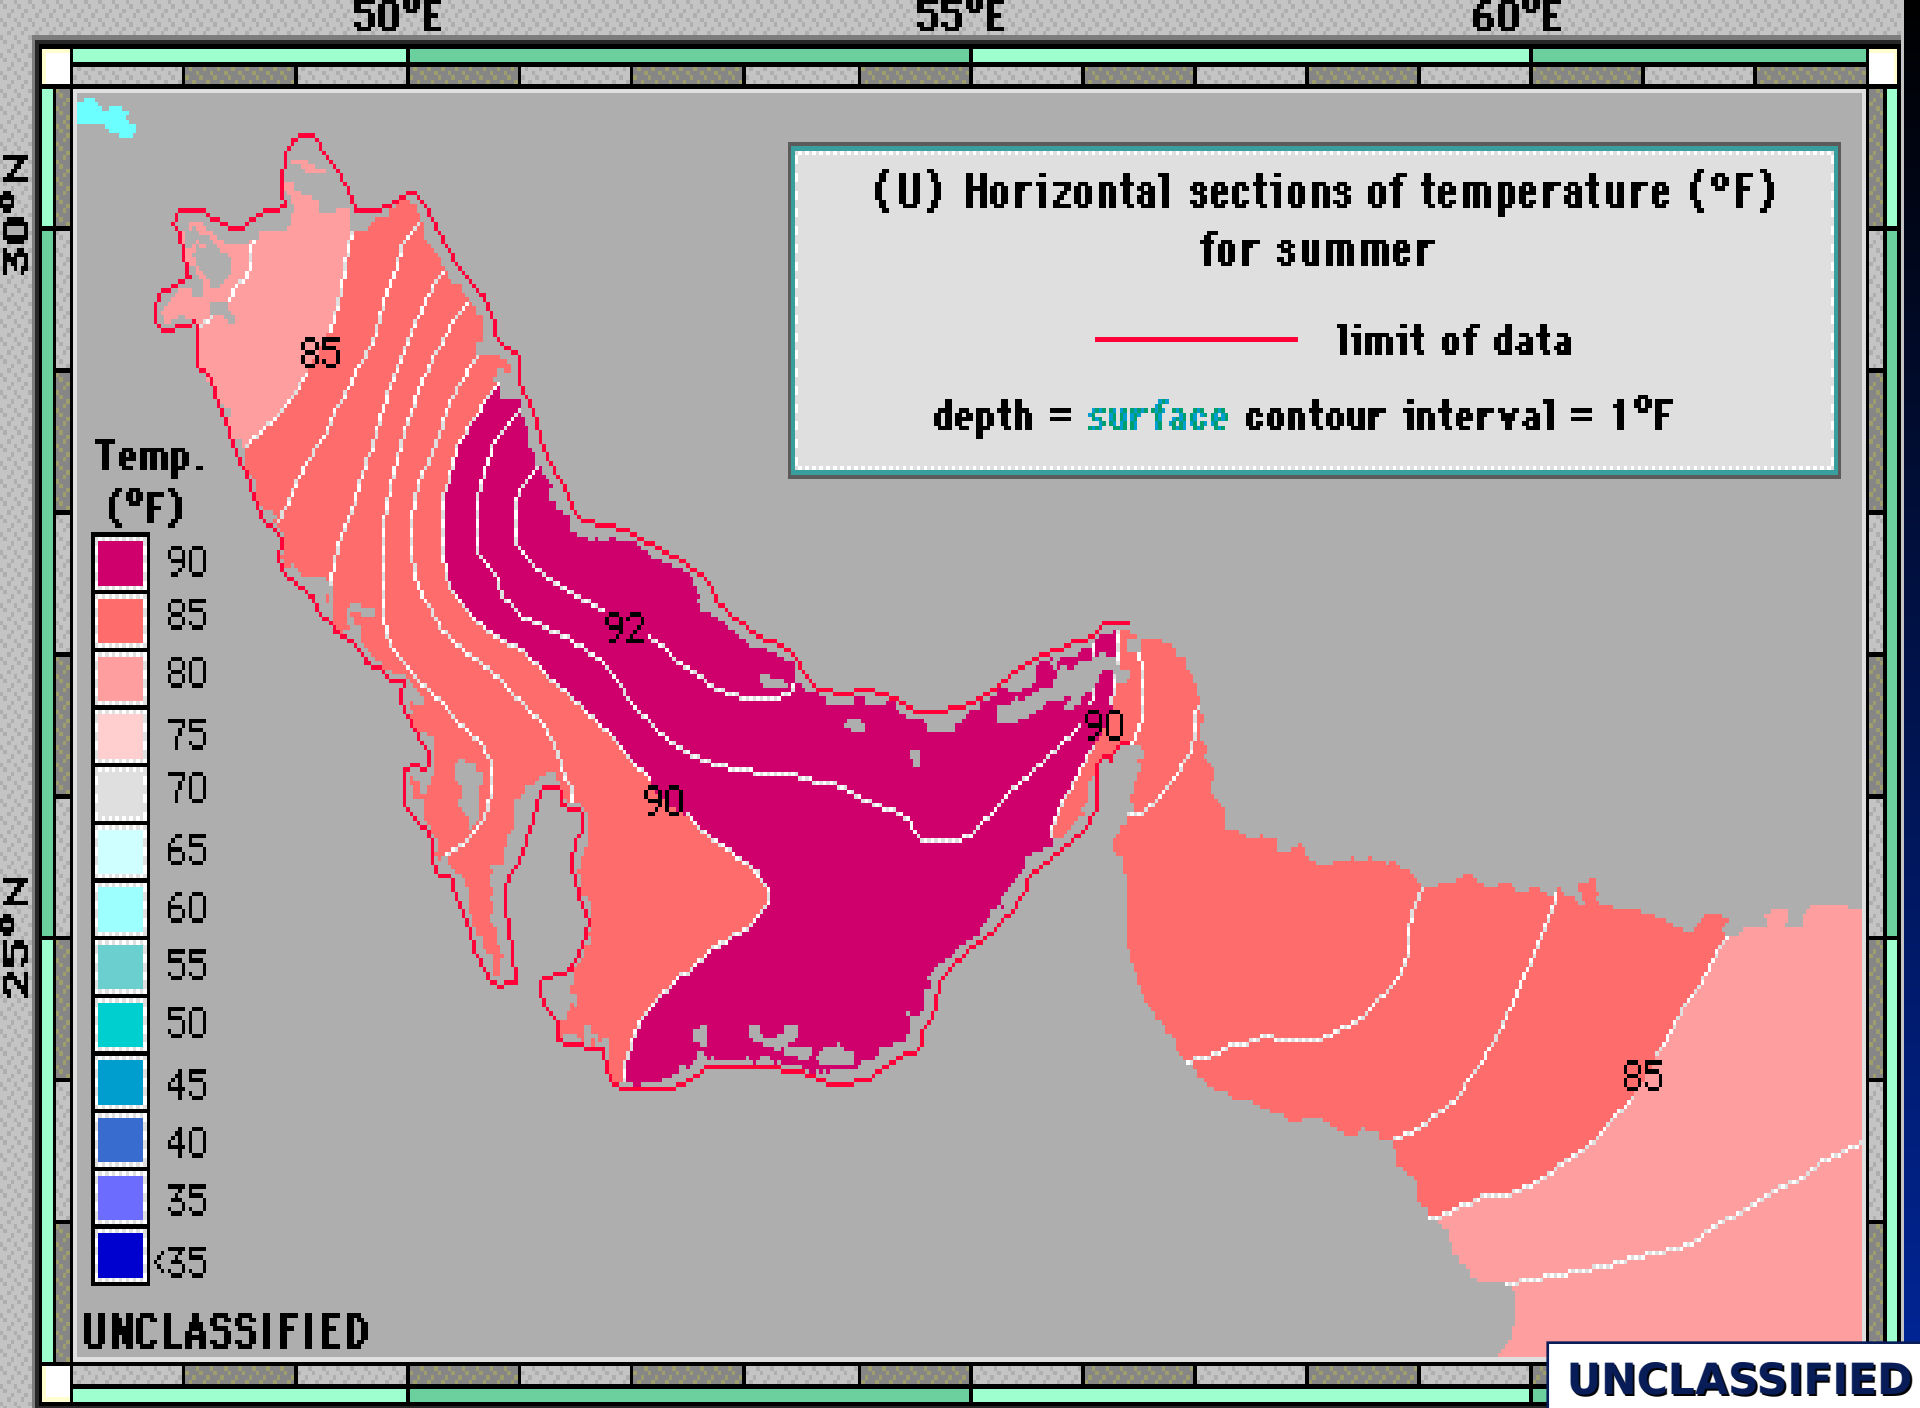 50°E 55°E 60°E
30°N
25°N
(U) Horizontal sections of temperature (°F)
for summer
limit of data
depth = surface contour interval = 1°F
85
92
90
90
85
Temp.
(°F)
90
85
80
75
70
65
60
55
50
45
40
35
<35
UNCLASSIFIED
UNCLASSIFIED